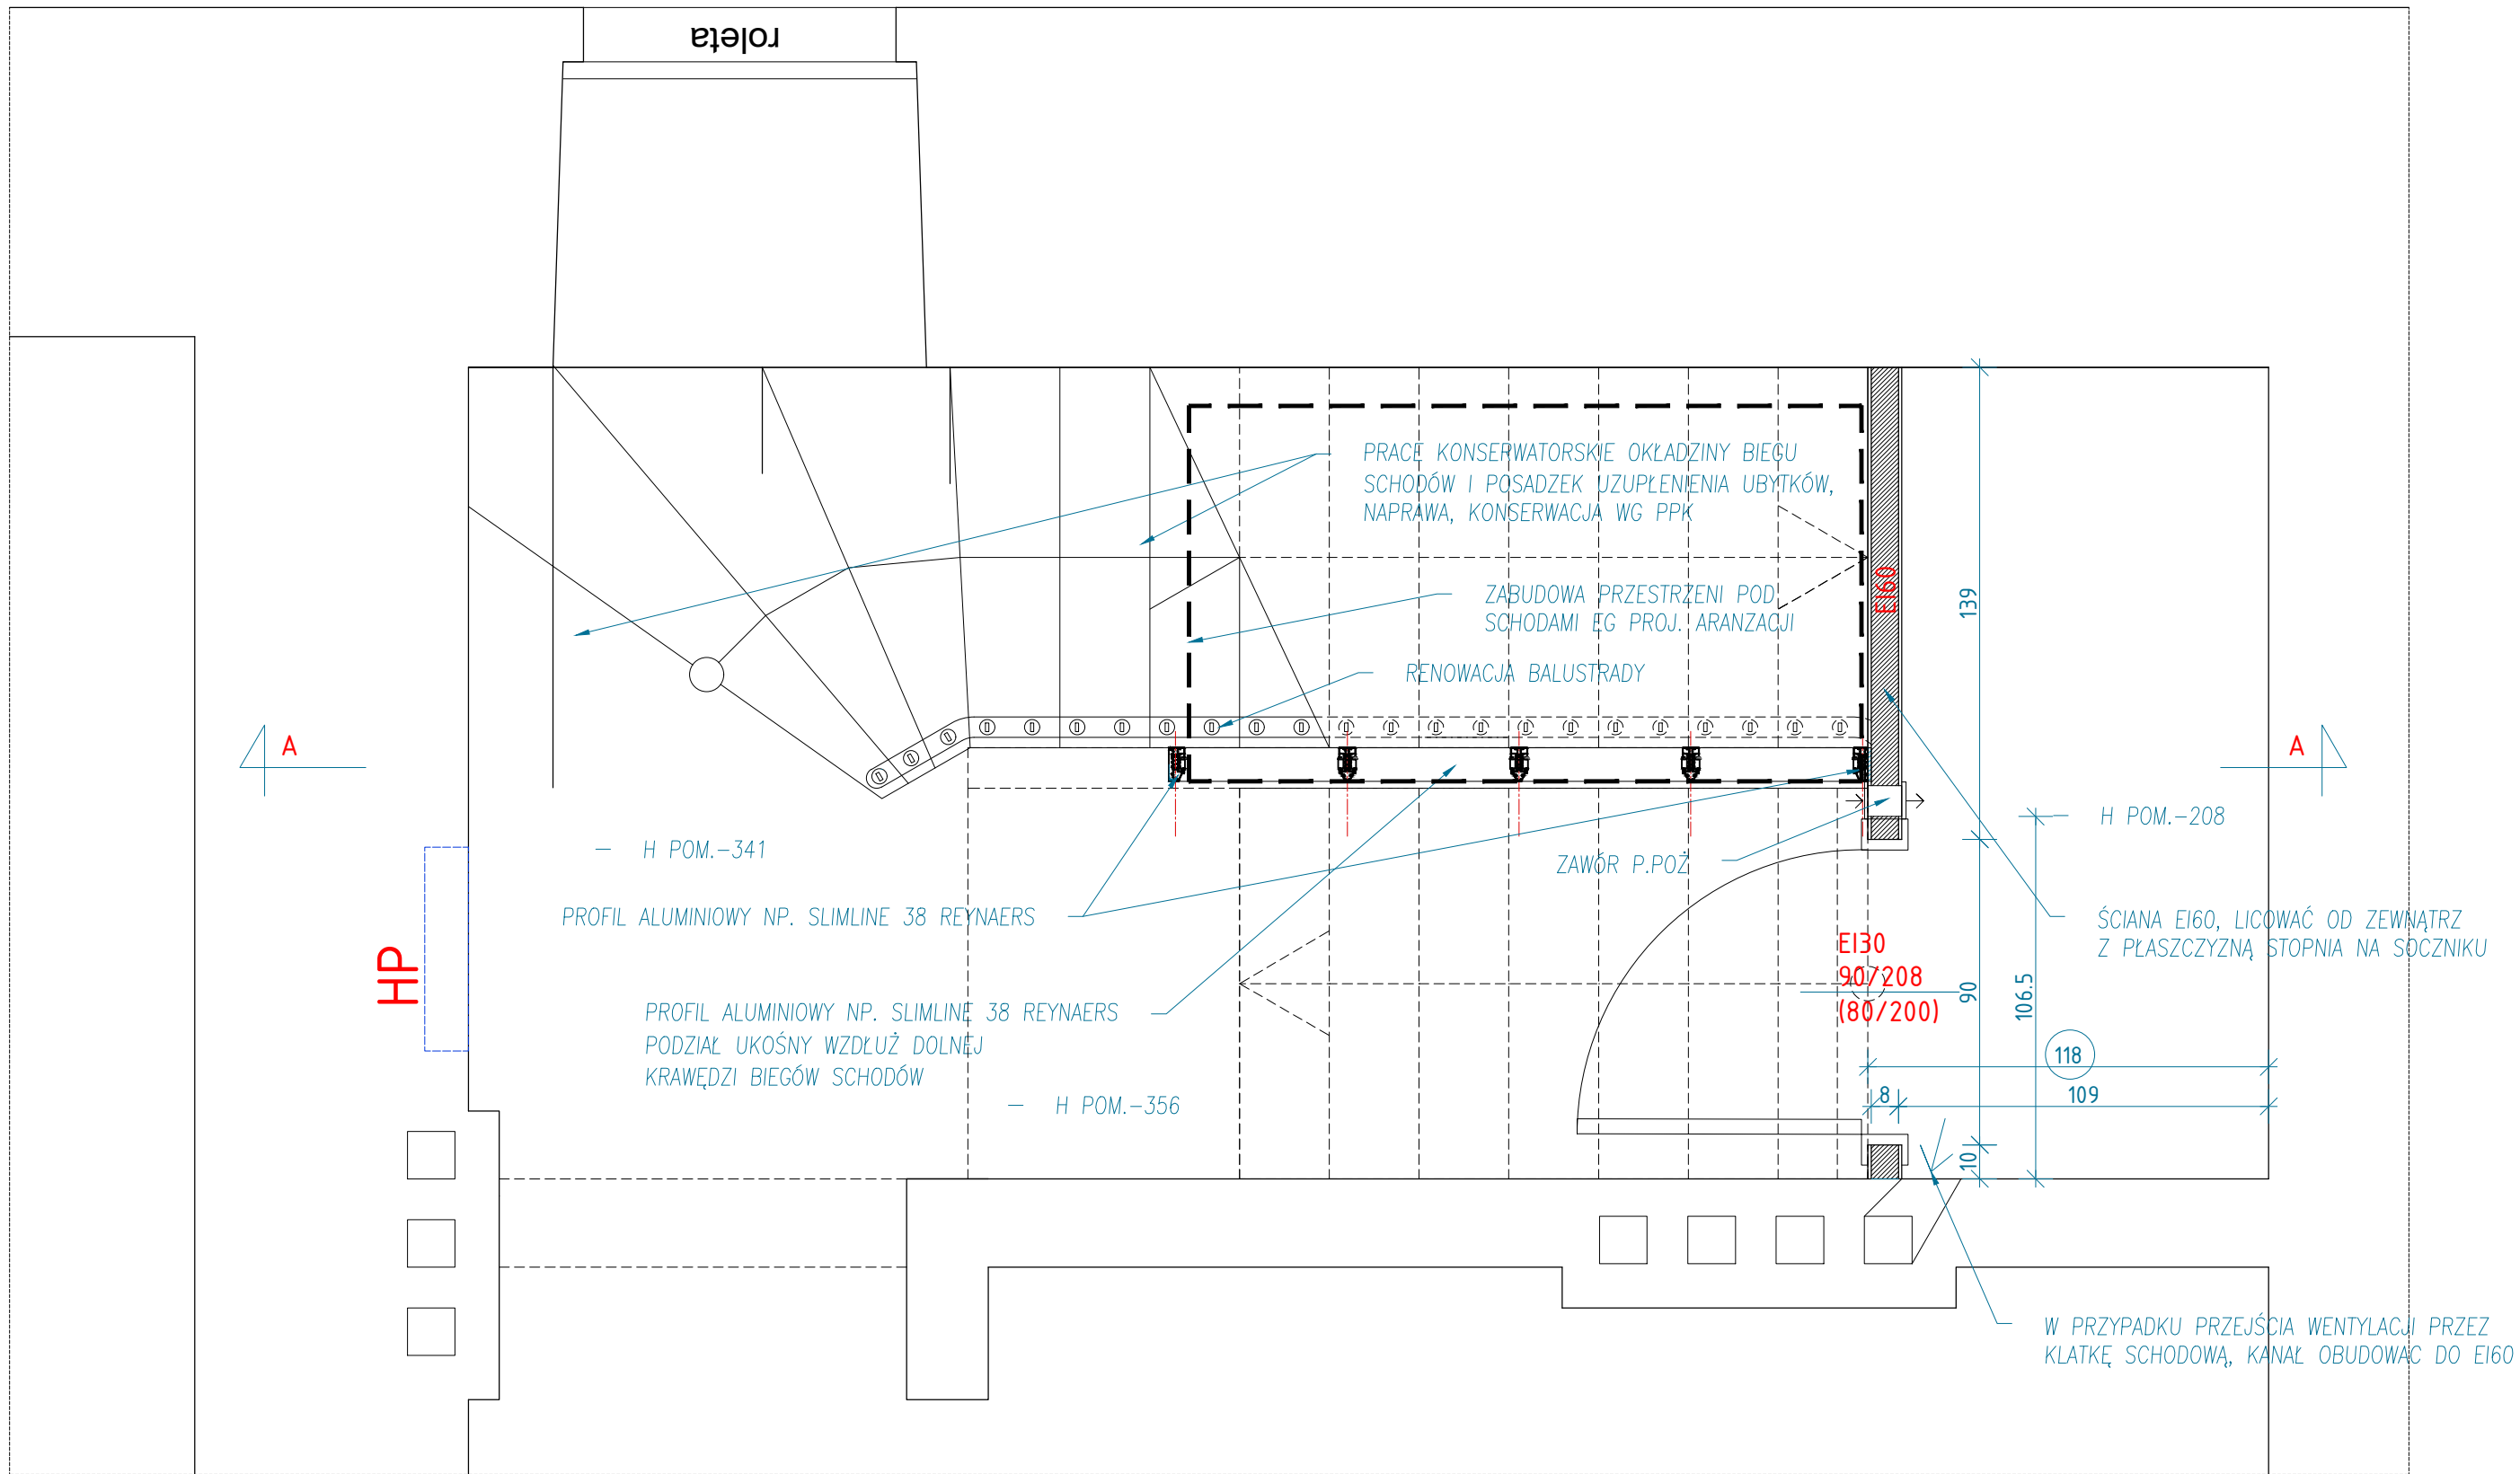 roleta
PRACE KONSERWATORSKIE OKŁADZINY BIEGU
SCHODÓW I POSADZEK UZUPŁENIENIA UBYTKÓW,
NAPRAWA, KONSERWACJA WG PPK
EI60
139
ZABUDOWA PRZESTRZENI POD
SCHODAMI EG PROJ. ARANZACJI
RENOWACJA BALUSTRADY
A
A
H POM.-208
H POM.-341
ZAWÓR P.POŻ
PROFIL ALUMINIOWY NP. SLIMLINE 38 REYNAERS
ŚCIANA EI60, LICOWAĆ OD ZEWNĄTRZ
Z PŁASZCZYZNĄ STOPNIA NA SOCZNIKU
HP
EI30
90/208
(80/200)
90
106.5
PROFIL ALUMINIOWY NP. SLIMLINE 38 REYNAERS
PODZIAŁ UKOŚNY WZDŁUŻ DOLNEJ
KRAWĘDZI BIEGÓW SCHODÓW
118
8
109
H POM.-356
10
W PRZYPADKU PRZEJŚCIA WENTYLACJI PRZEZ
KLATKĘ SCHODOWĄ, KANAŁ OBUDOWAĆ DO EI60